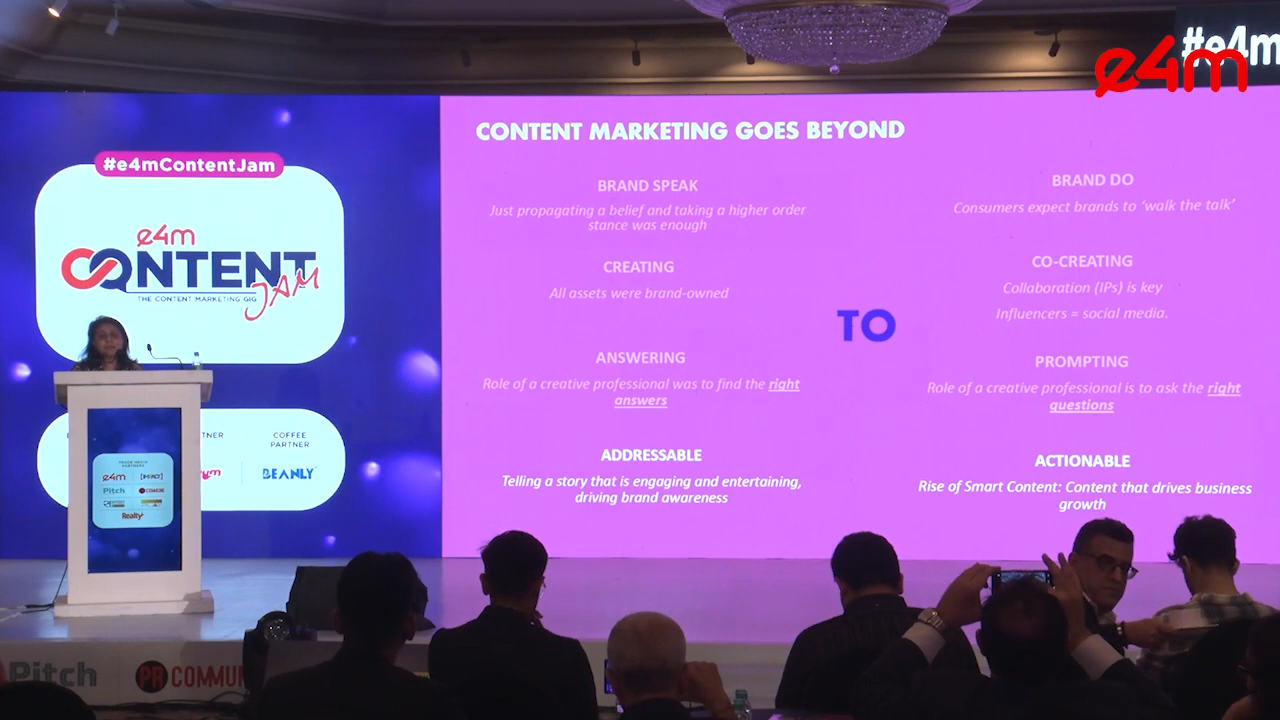 #e4m
e4m
#e4mContentJam
e4m
CONTENT
JAM
THE CONTENT MARKETING GIG
TNER
COFFEE
PARTNER
BEANLY
e4m
Pitch
Realty+
CONTENT MARKETING GOES BEYOND
BRAND SPEAK
Just propagating a belief and taking a higher order
stance was enough
CREATING
All assets were brand-owned
ANSWERING
Role of a creative professional was to find the right
answers
ADDRESSABLE
Telling a story that is engaging and entertaining,
driving brand awareness
TO
BRAND DO
Consumers expect brands to ‘walk the talk’
CO-CREATING
Collaboration (IPs) is key
Influencers = social media.
PROMPTING
Role of a creative professional is to ask the right
questions
ACTIONABLE
Rise of Smart Content: Content that drives business
growth
Pitch
PR COMMU